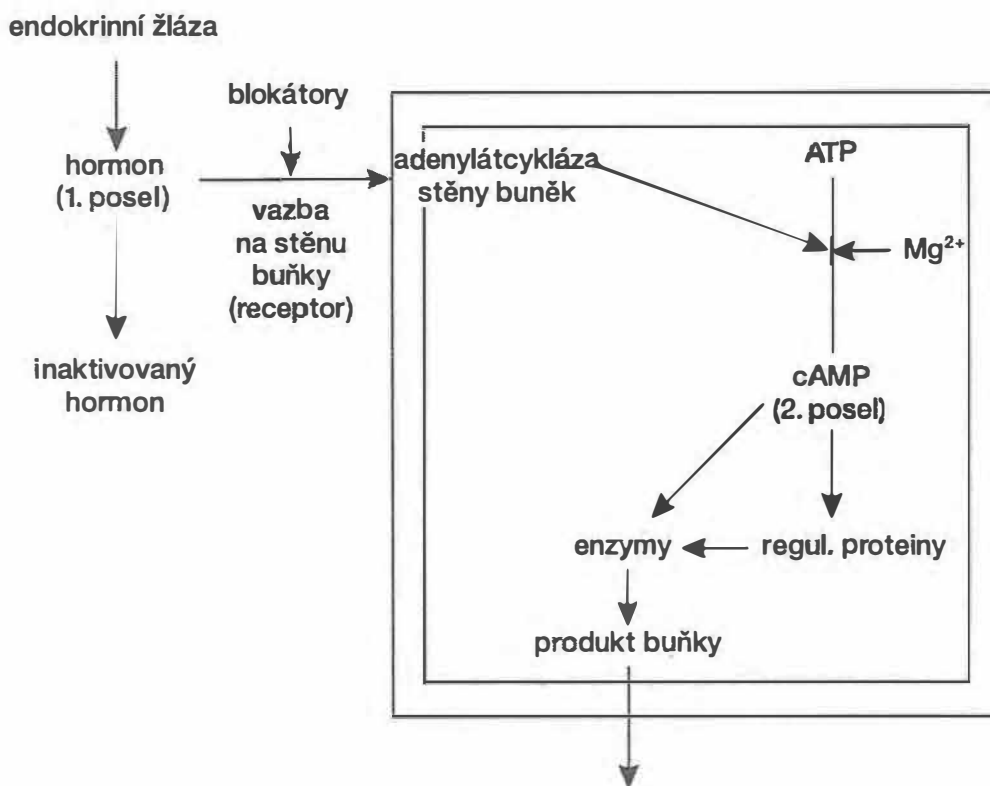 endokrinní žláza
blokátory
hormon
(1. posel)
vazba
na stěnu
buňky
(receptor)
inaktivovaný
hormon
adenylátcykláza
stěny buněk
ATP
Mg²⁺
cAMP
(2. posel)
enzymy
regul. proteiny
produkt buňky